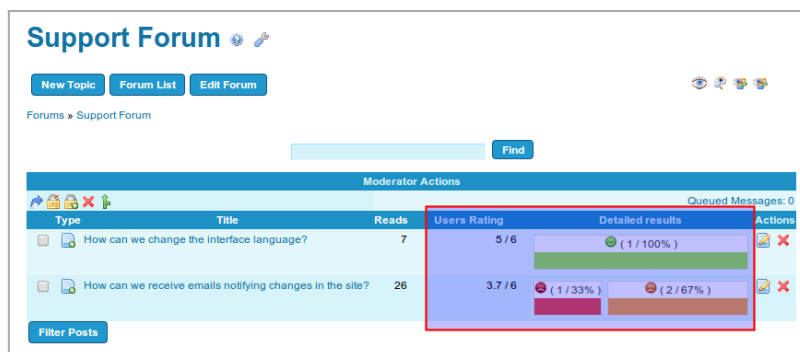 Support Forum
New Topic Forum List Edit Forum
Forums » Support Forum
Find
Moderator Actions
Queued Messages: 0
Type Title Reads Users Rating Detailed results Actions
How can we change the interface language? 7 5 / 6 ( 1 / 100% )
How can we receive emails notifying changes in the site? 26 3.7 / 6 ( 1 / 33% ) ( 2 / 67% )
Filter Posts